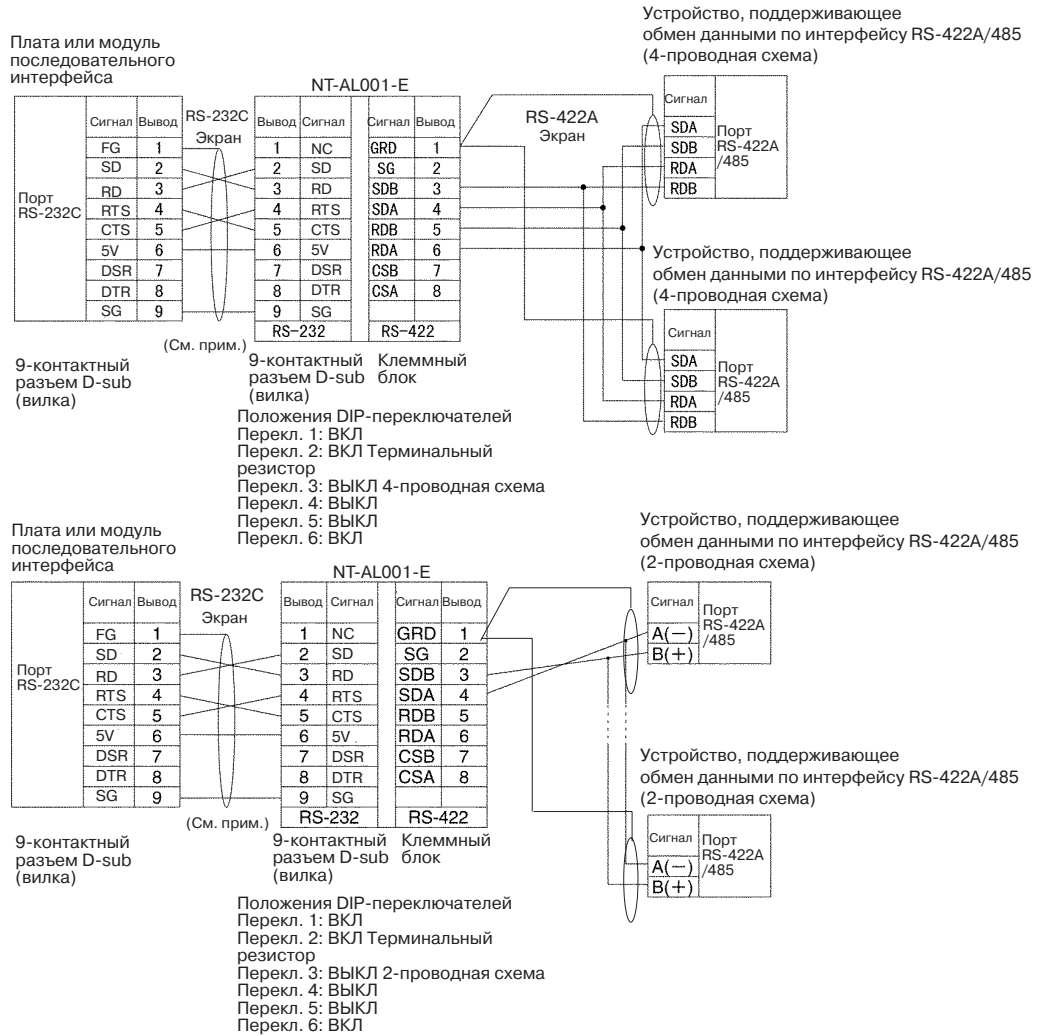 Плата или модуль
последовательного
интерфейса
NT-AL001-E
Устройство, поддерживающее
обмен данными по интерфейсу RS-422A/485
(4-проводная схема)
Порт
RS-232C
Сигнал Вывод
FG 1
SD 2
RD 3
RTS 4
CTS 5
5V 6
DSR 7
DTR 8
SG 9
RS-232C
Экран
(См. прим.)
Вывод Сигнал
1 NC
2 SD
3 RD
4 RTS
5 CTS
6 5V
7 DSR
8 DTR
9 SG
RS-232
Сигнал Вывод
GRD 1
SG 2
SDB 3
SDA 4
RDB 5
RDA 6
CSB 7
CSA 8
RS-422
RS-422A
Экран
Сигнал
SDA
SDB
RDA
RDB
Порт
RS-422A
/485
Устройство, поддерживающее
обмен данными по интерфейсу RS-422A/485
(4-проводная схема)
Сигнал
SDA
SDB
RDA
RDB
Порт
RS-422A
/485
9-контактный
разъем D-sub
(вилка)
9-контактный
разъем D-sub
(вилка)
Клеммный
блок
Положения DIP-переключателей
Перекл. 1: ВКЛ
Перекл. 2: ВКЛ Терминальный
резистор
Перекл. 3: ВЫКЛ 4-проводная схема
Перекл. 4: ВЫКЛ
Перекл. 5: ВЫКЛ
Перекл. 6: ВКЛ
Плата или модуль
последовательного
интерфейса
NT-AL001-E
Устройство, поддерживающее
обмен данными по интерфейсу RS-422A/485
(2-проводная схема)
Порт
RS-232C
Сигнал Вывод
FG 1
SD 2
RD 3
RTS 4
CTS 5
5V 6
DSR 7
DTR 8
SG 9
RS-232C
Экран
(См. прим.)
Вывод Сигнал
1 NC
2 SD
3 RD
4 RTS
5 CTS
6 5V
7 DSR
8 DTR
9 SG
RS-232
Сигнал Вывод
GRD 1
SG 2
SDB 3
SDA 4
RDB 5
RDA 6
CSB 7
CSA 8
RS-422
Сигнал
A(−)
B(+)
Порт
RS-422A
/485
Устройство, поддерживающее
обмен данными по интерфейсу RS-422A/485
(2-проводная схема)
Сигнал
A(−)
B(+)
Порт
RS-422A
/485
9-контактный
разъем D-sub
(вилка)
9-контактный
разъем D-sub
(вилка)
Клеммный
блок
Положения DIP-переключателей
Перекл. 1: ВКЛ
Перекл. 2: ВКЛ Терминальный
резистор
Перекл. 3: ВЫКЛ 2-проводная схема
Перекл. 4: ВЫКЛ
Перекл. 5: ВЫКЛ
Перекл. 6: ВКЛ